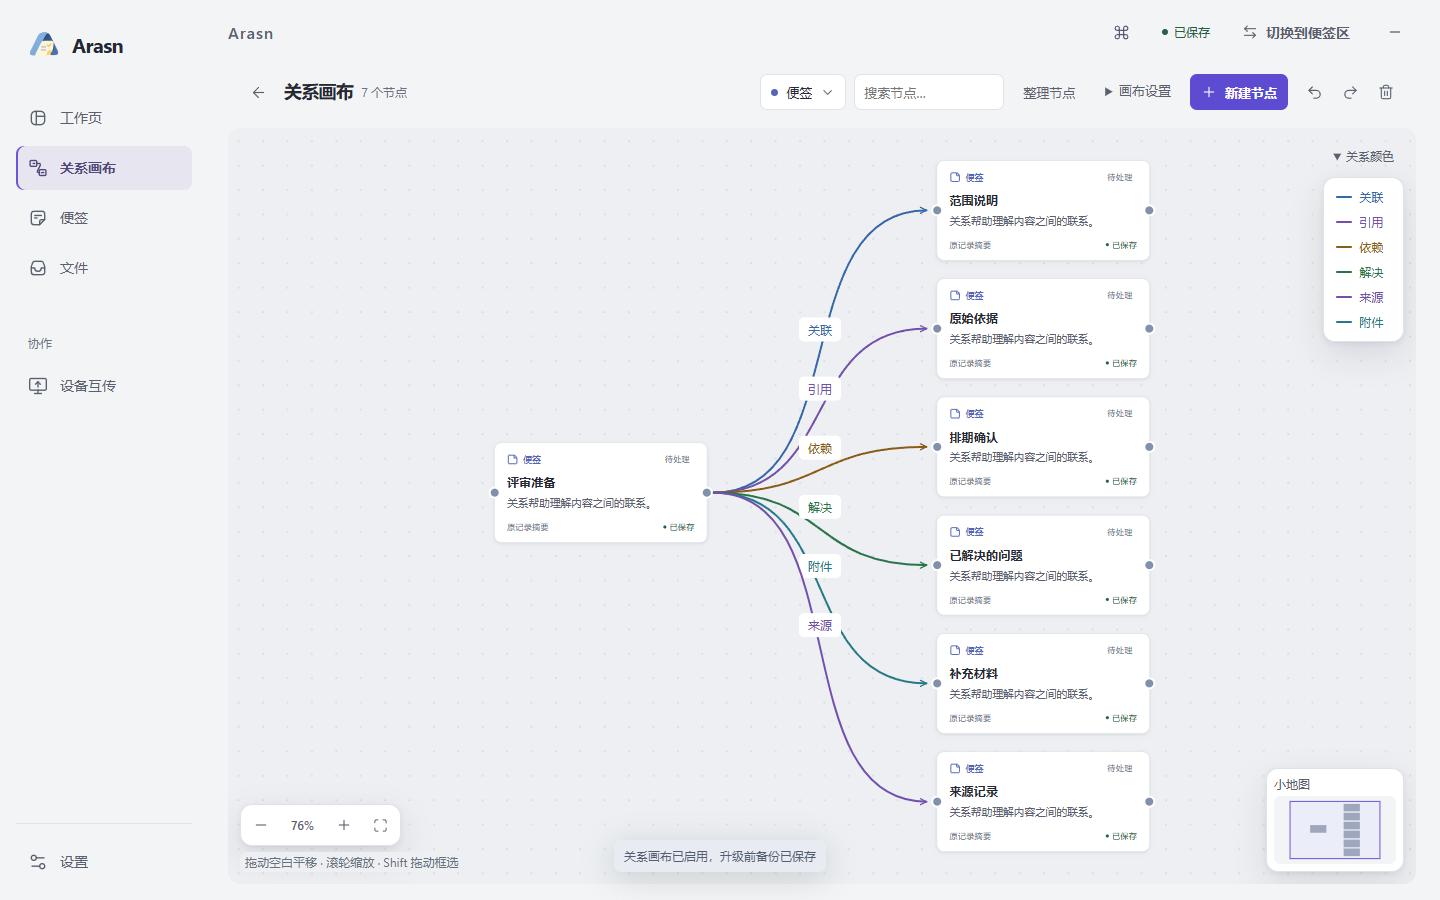 Arasn
工作页
关系画布
便签
文件
协作
设备互传
设置
Arasn
已保存
切换到便签区
关系画布 7 个节点
便签
搜索节点...
整理节点
画布设置
新建节点
关系颜色
关联
引用
依赖
解决
来源
附件
便签 待处理
评审准备
关系帮助理解内容之间的联系。
原记录摘要 已保存
关联
引用
依赖
解决
附件
来源
便签 待处理
范围说明
关系帮助理解内容之间的联系。
原记录摘要 已保存
便签 待处理
原始依据
关系帮助理解内容之间的联系。
原记录摘要 已保存
便签 待处理
排期确认
关系帮助理解内容之间的联系。
原记录摘要 已保存
便签 待处理
已解决的问题
关系帮助理解内容之间的联系。
原记录摘要 已保存
便签 待处理
补充材料
关系帮助理解内容之间的联系。
原记录摘要 已保存
便签 待处理
来源记录
关系帮助理解内容之间的联系。
原记录摘要 已保存
76%
拖动空白平移 · 滚轮缩放 · Shift 拖动框选
关系画布已启用，升级前备份已保存
小地图